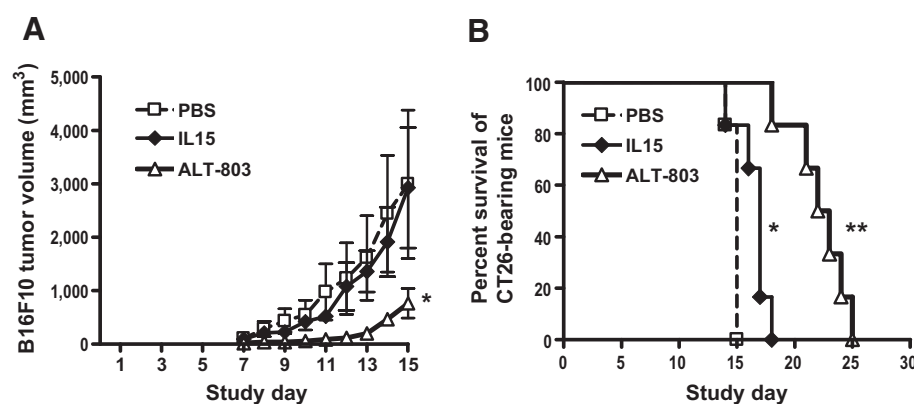 A
B16F10 tumor volume (mm³)
5,000
4,000
3,000
2,000
1,000
0
PBS
IL15
ALT-803
*
1 3 5 7 9 11 13 15
Study day
B
Percent survival of
CT26-bearing mice
100
80
60
40
20
0
PBS
IL15
ALT-803
*
**
0 5 10 15 20 25 30
Study day